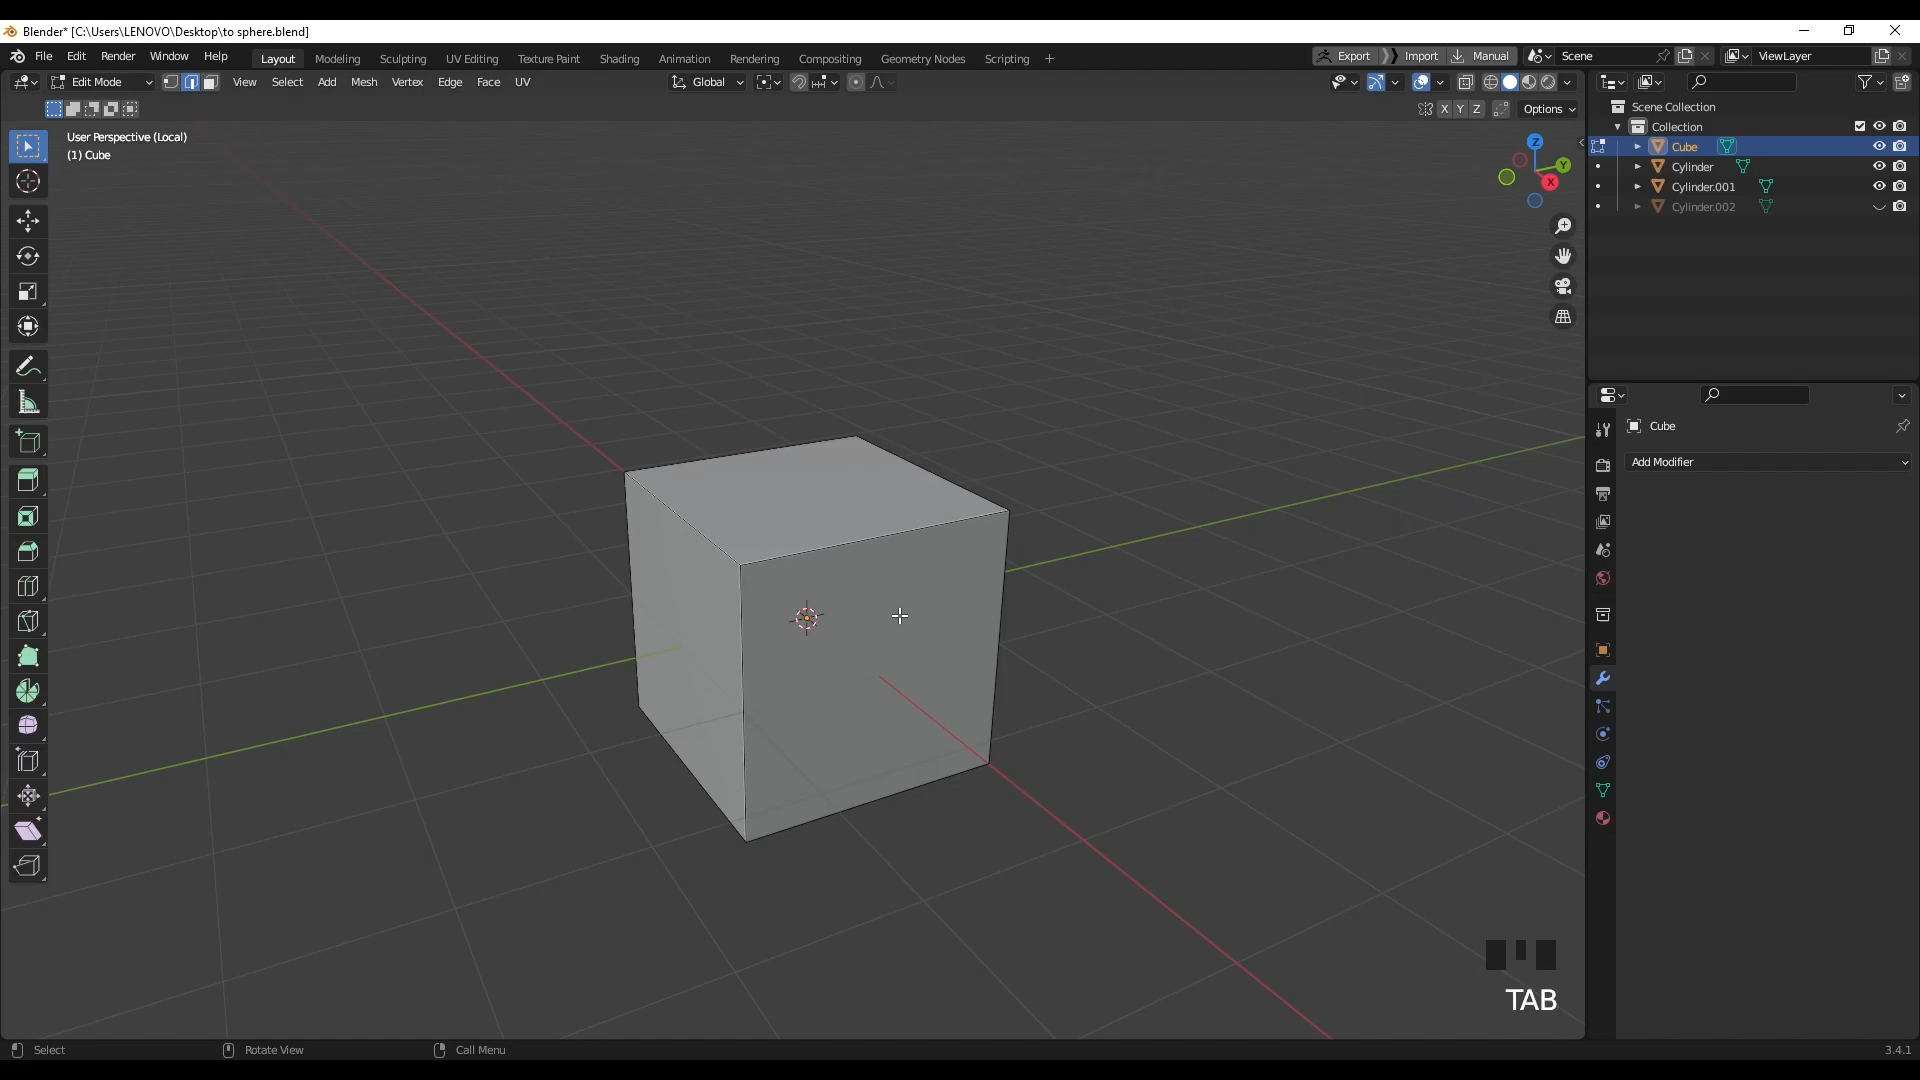 Blender* [C:\Users\LENOVO\Desktop\to sphere.blend]
File Edit Render Window Help Layout Modeling Sculpting UV Editing Texture Paint Shading Animation Rendering Compositing Geometry Nodes Scripting + Export Import Manual Scene ViewLayer
Edit Mode View Select Add Mesh Vertex Edge Face UV Global
X Y Z Options
User Perspective (Local)
(1) Cube
Z
Y
X
Scene Collection
Collection
Cube
Cylinder
Cylinder.001
Cylinder.002
Cube
Add Modifier
TAB
Select Rotate View Call Menu 3.4.1